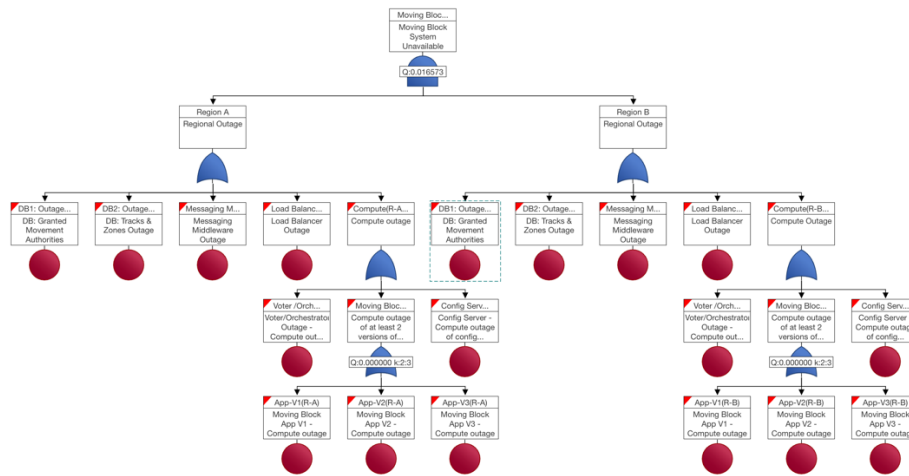 Moving Bloc...
Moving Block
System
Unavailable
Q:0.016573
Region A
Regional Outage
Region B
Regional Outage
DB1: Outage...
DB: Granted
Movement
Authorities
DB2: Outage...
DB: Tracks &
Zones Outage
Messaging M...
Messaging
Middleware
Outage
Load Balanc...
Load Balancer
Outage
Compute(R-A...
Compute outage
DB1: Outage...
DB: Granted
Movement
Authorities
DB2: Outage...
DB: Tracks &
Zones Outage
Messaging M...
Messaging
Middleware
Outage
Load Balanc...
Load Balancer
Outage
Compute(R-B...
Compute Outage
Voter /Orch...
Voter/Orchestrator
Outage -
Compute out...
Moving Bloc...
Compute outage
of at least 2
versions of...
Config Serv...
Config Server -
Compute outage
of config...
Voter /Orch...
Voter/Orchestrator
Outage -
Compute out...
Moving Bloc...
Compute outage
of at least 2
versions of...
Config Serv...
Config Server -
Compute outage
of config...
Q:0.000000 k:2:3
Q:0.000000 k:2:3
App-V1(R-A)
Moving Block
App V1 -
Compute outage
App-V2(R-A)
Moving Block
App V2 -
Compute outage
App-V3(R-A)
Moving Block
App V3 -
Compute outage
App-V1(R-B)
Moving Block
App V1 -
Compute outage
App-V2(R-B)
Moving Block
App V2 -
Compute outage
App-V3(R-B)
Moving Block
App V3 -
Compute outage